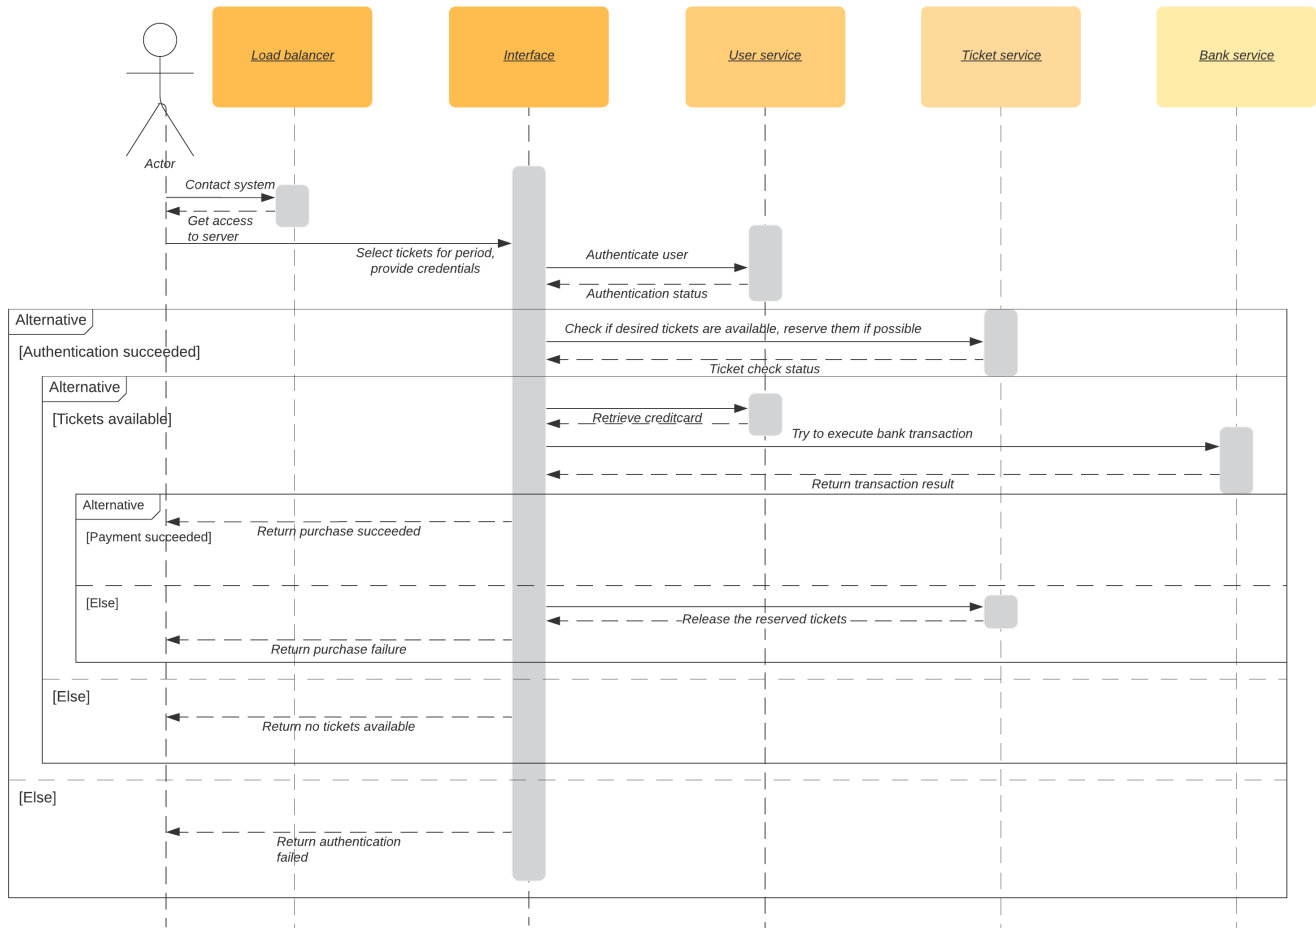 Load balancer
Interface
User service
Ticket service
Bank service
Actor
Contact system
Get access
to server
Select tickets for period,
provide credentials
Authenticate user
Authentication status
Alternative
[Authentication succeeded]
Check if desired tickets are available, reserve them if possible
Ticket check status
Alternative
[Tickets available]
Retrieve creditcard
Try to execute bank transaction
Return transaction result
Alternative
[Payment succeeded]
Return purchase succeeded
[Else]
Release the reserved tickets
Return purchase failure
[Else]
Return no tickets available
[Else]
Return authentication
failed